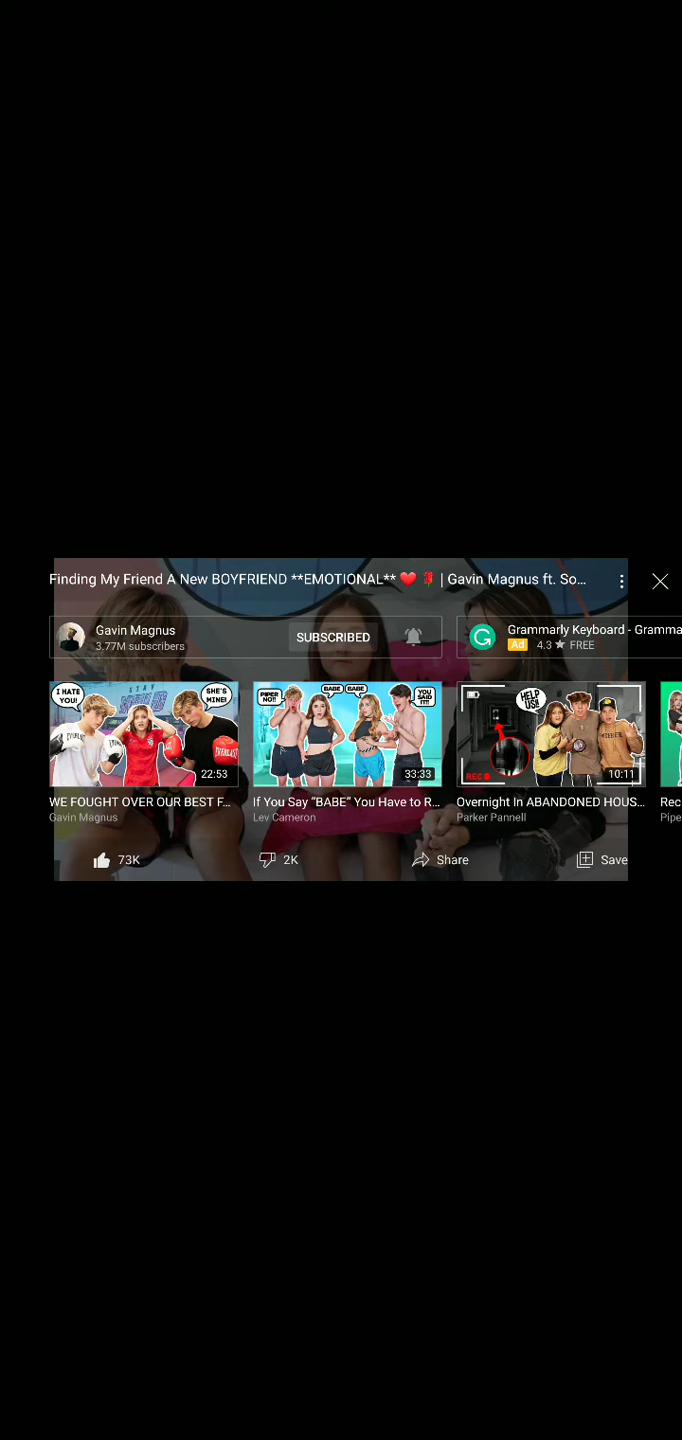 Finding My Friend A New BOYFRIEND **EMOTIONAL** ❤️ 🌹 | Gavin Magnus ft. So...
Gavin Magnus
3.77M subscribers
SUBSCRIBED
Grammarly Keyboard - Gramma
Ad 4.3 ★ FREE
I HATE
YOU!
STAY
SHE'S
MINE!
EVERLAST
22:53
PIPER
NO!!
BABE
BABE
YOU
SAID
IT!!
33:33
HELP
US!!
REC
10:11
WE FOUGHT OVER OUR BEST F...
Gavin Magnus
If You Say “BABE” You Have to R...
Lev Cameron
Overnight In ABANDONED HOUS...
Parker Pannell
Rec
Pipe
73K
2K
Share
Save